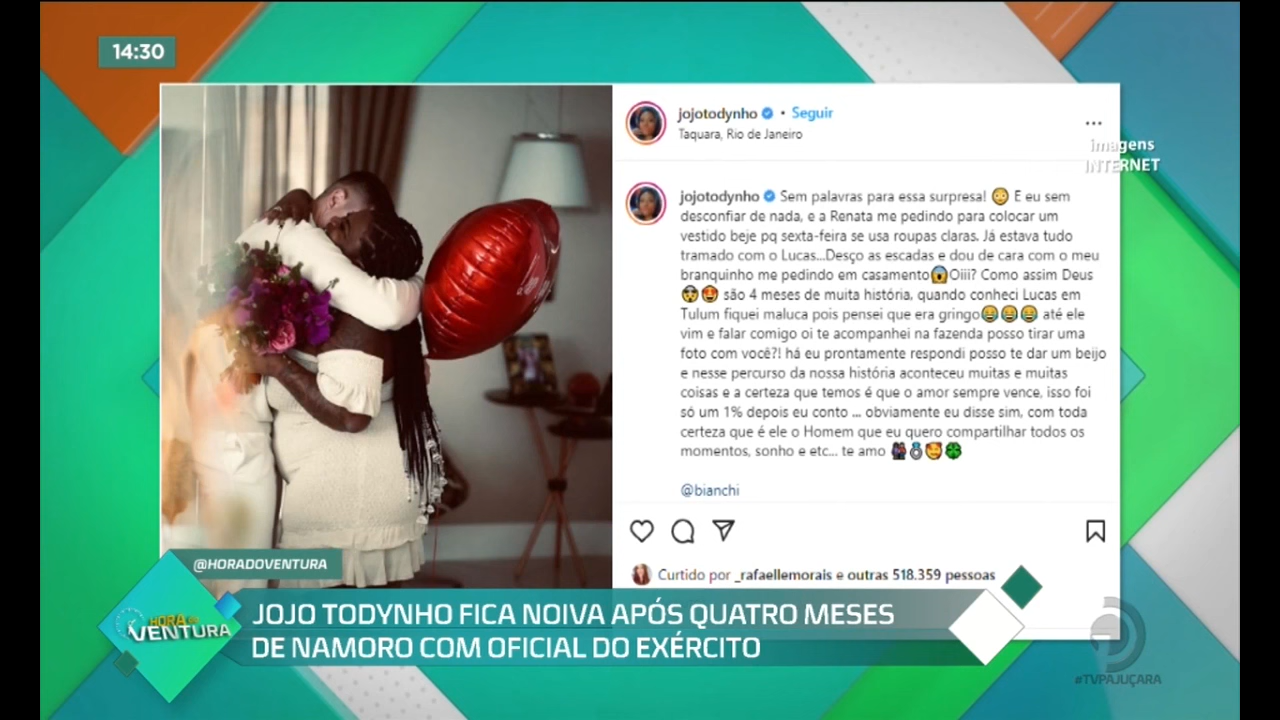 14:30
jojotodynho • Seguir
Taquara, Rio de Janeiro
...
imagens
INTERNET
jojotodynho Sem palavras para essa surpresa! 😳 E eu sem
desconfiar de nada, e a Renata me pedindo para colocar um
vestido beje pq sexta-feira se usa roupas claras. Já estava tudo
tramado com o Lucas...Desço as escadas e dou de cara com o meu
branquinho me pedindo em casamento😱Oiii? Como assim Deus
😲🤩 são 4 meses de muita história, quando conheci Lucas em
Tulum fiquei maluca pois pensei que era gringo😂😂😂 até ele
vim e falar comigo oi te acompanhei na fazenda posso tirar uma
foto com você?! há eu prontamente respondi posso te dar um beijo
e nesse percurso da nossa história aconteceu muitas e muitas
coisas e a certeza que temos é que o amor sempre vence, isso foi
só um 1% depois eu conto ... obviamente eu disse sim, com toda
certeza que é ele o Homem que eu quero compartilhar todos os
momentos, sonho e etc... te amo 👫💍🥰🍀
@bianchi
Curtido por _rafaellemorais e outras 518.359 pessoas
@HORADOVENTURA
HORA DO
VENTURA
JOJO TODYNHO FICA NOIVA APÓS QUATRO MESES
DE NAMORO COM OFICIAL DO EXÉRCITO
#TVPAJUÇARA